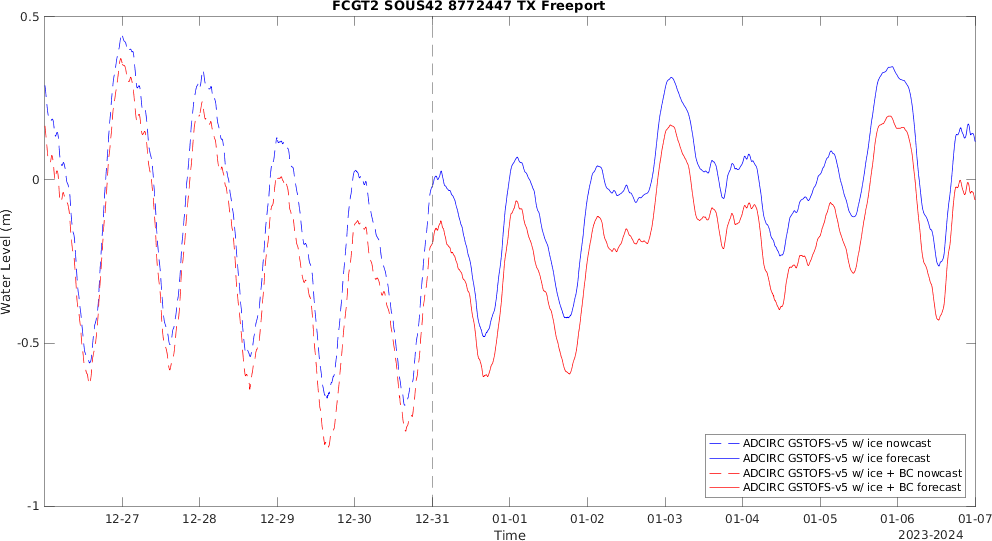 FCGT2 SOUS42 8772447 TX Freeport
0.5
0
-0.5
-1
Water Level (m)
12-27 12-28 12-29 12-30 12-31 01-01 01-02 01-03 01-04 01-05 01-06 01-07
Time
2023-2024
ADCIRC GSTOFS-v5 w/ ice nowcast
ADCIRC GSTOFS-v5 w/ ice forecast
ADCIRC GSTOFS-v5 w/ ice + BC nowcast
ADCIRC GSTOFS-v5 w/ ice + BC forecast